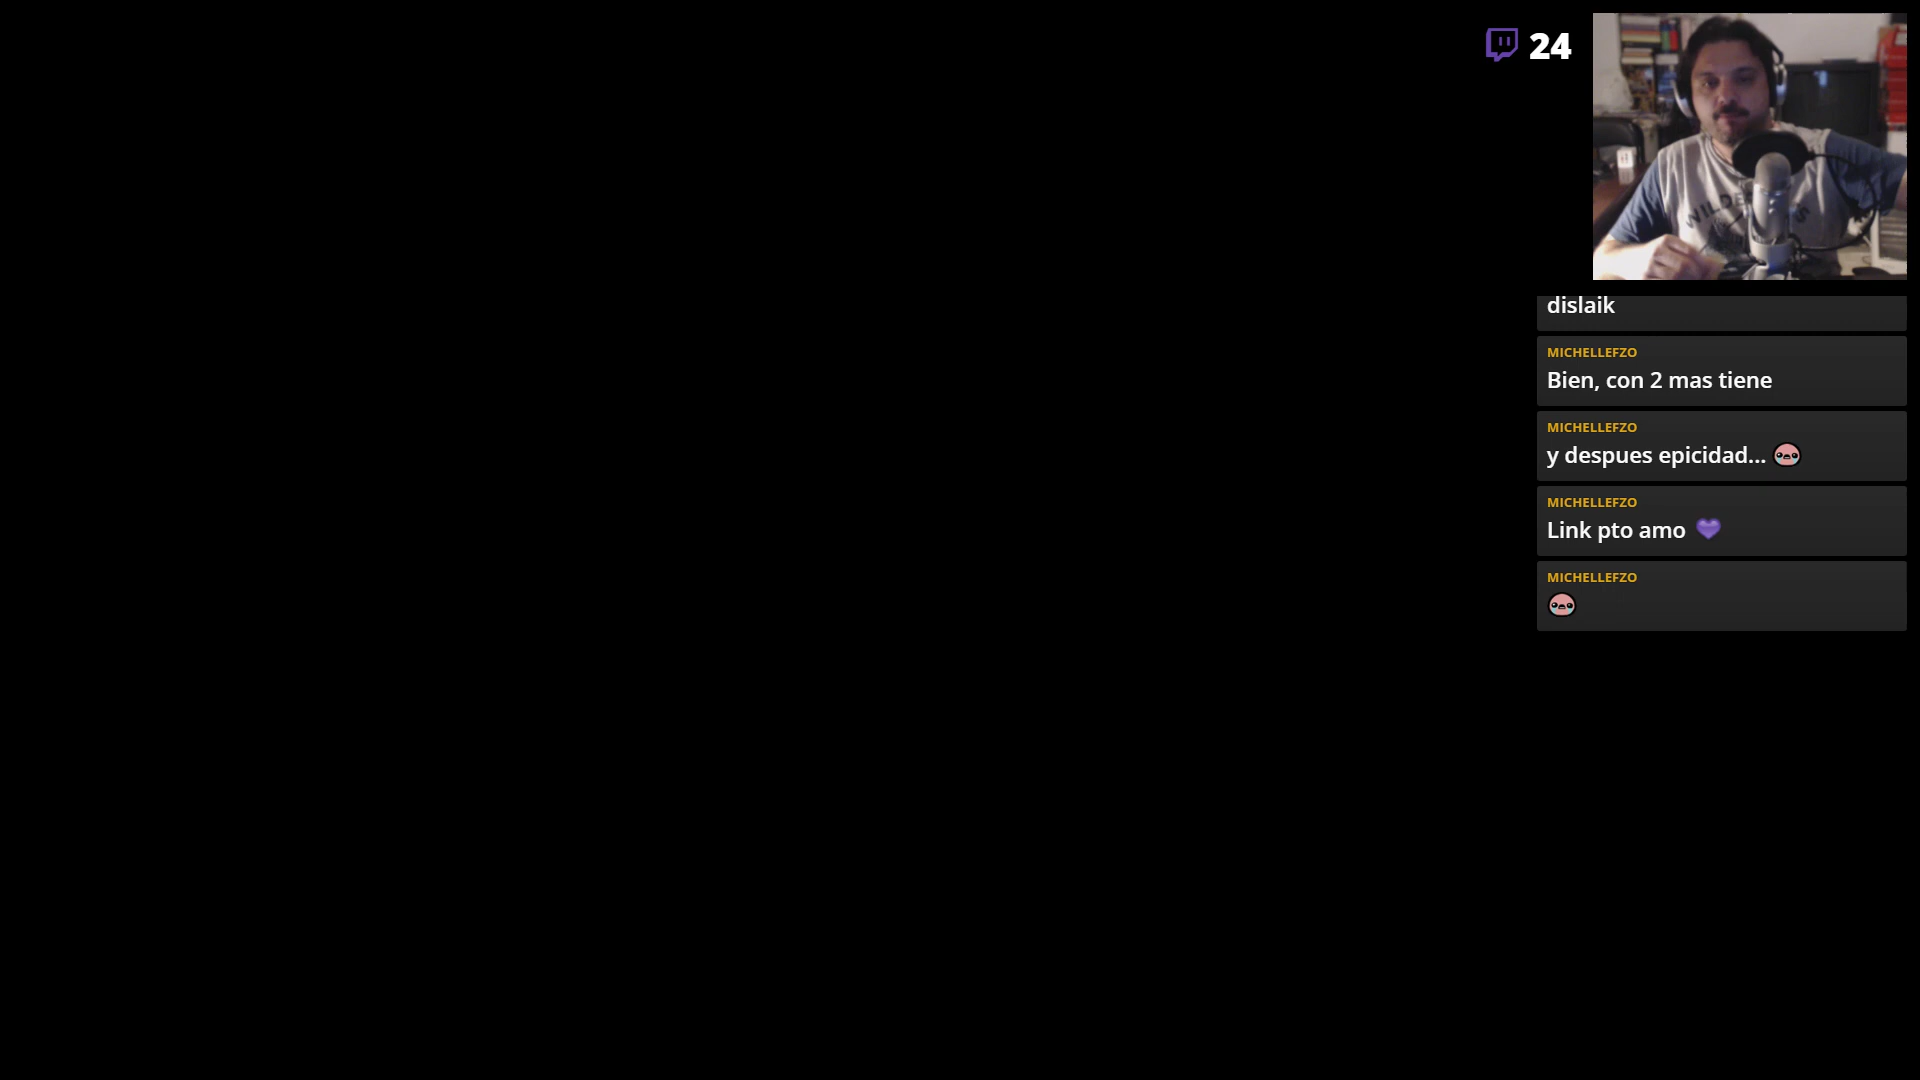 24
dislaik
MICHELLEFZO
Bien, con 2 mas tiene
MICHELLEFZO
y despues epicidad...
MICHELLEFZO
Link pto amo 💜
MICHELLEFZO